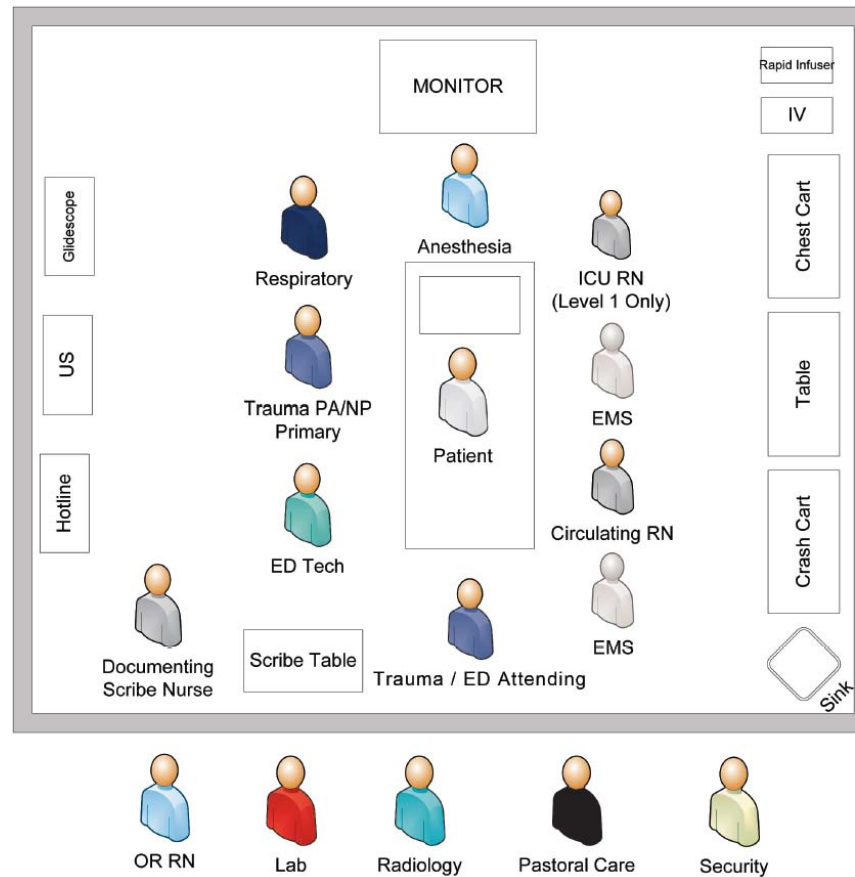 MONITOR
Rapid Infuser
IV
Glidescope
Respiratory
Anesthesia
ICU RN
(Level 1 Only)
Chest Cart
US
Trauma PA/NP
Primary
Patient
EMS
Table
Hotline
ED Tech
Circulating RN
Crash Cart
Documenting
Scribe Nurse
Scribe Table
Trauma / ED Attending
EMS
Sink
OR RN
Lab
Radiology
Pastoral Care
Security